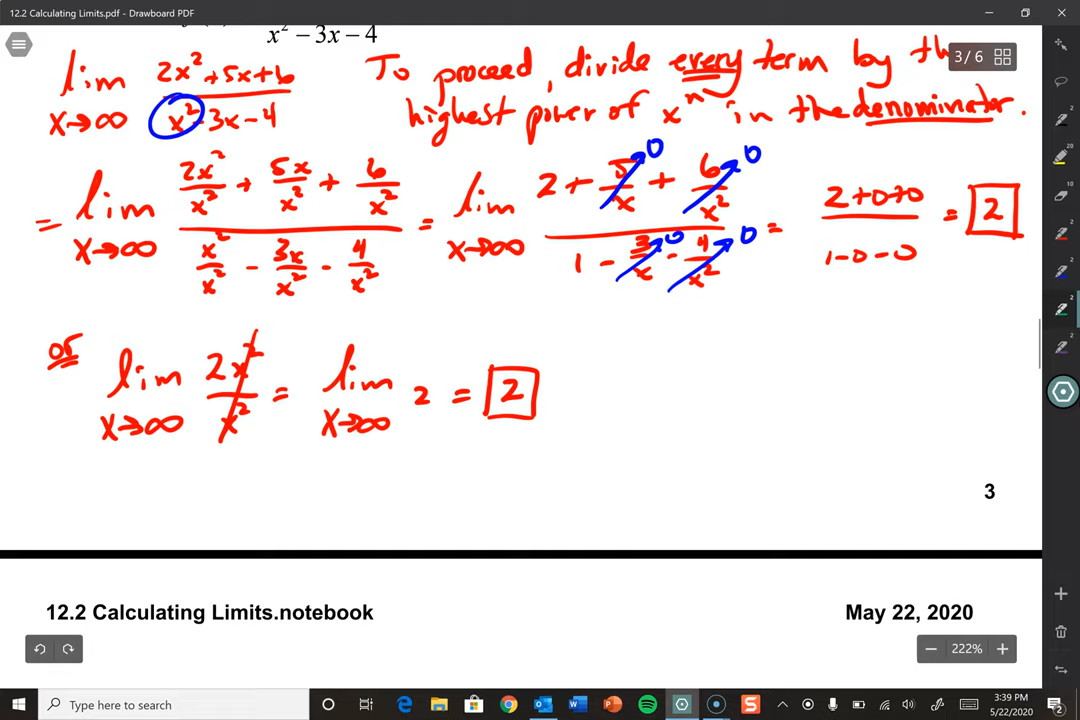 12.2 Calculating Limits.pdf - Drawboard PDF
x² − 3x − 4
3/6
lim x→∞ (2x²+5x+6)/(x²-3x-4) To proceed, divide every term by the
highest power of xⁿ in the denominator.
= lim x→∞ (2x²/x² + 5x/x² + 6/x²)/(x²/x² - 3x/x² - 4/x²) = lim x→∞ (2 + 5/x + 6/x²)/(1 - 3/x - 4/x²) = (2+0+0)/(1-0-0) = 2
0 0
0 0
or
lim x→∞ 2x²/x² = lim x→∞ 2 = 2
3
12.2 Calculating Limits.notebook May 22, 2020
222%
Type here to search
3:39 PM
5/22/2020